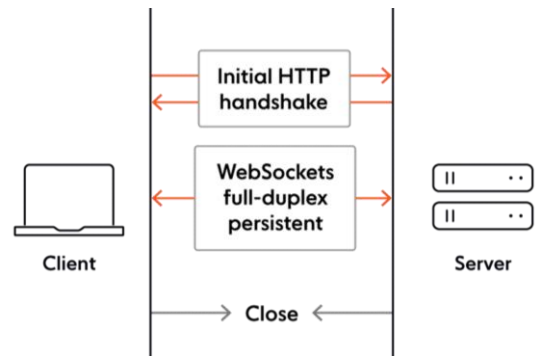 Initial HTTP
handshake
WebSockets
full-duplex
persistent
Client
Server
Close